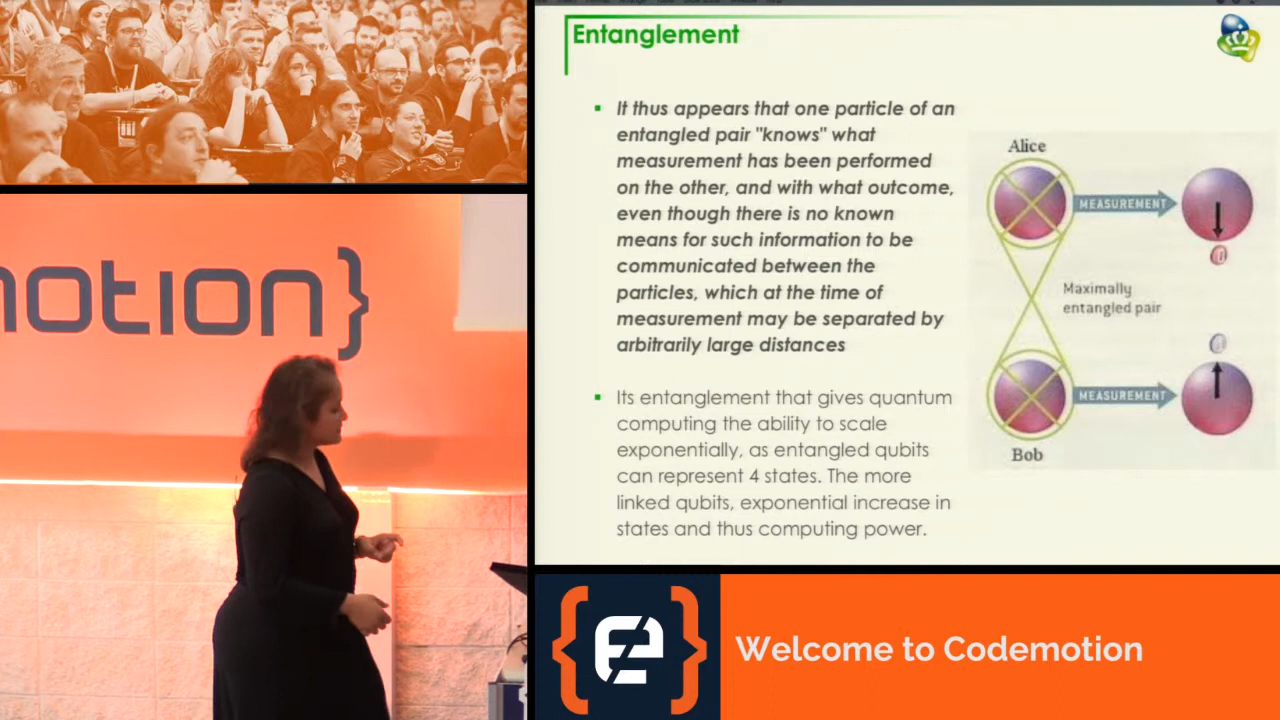 motion}
Entanglement
It thus appears that one particle of an
entangled pair "knows" what
measurement has been performed
on the other, and with what outcome,
even though there is no known
means for such information to be
communicated between the
particles, which at the time of
measurement may be separated by
arbitrarily large distances
Its entanglement that gives quantum
computing the ability to scale
exponentially, as entangled qubits
can represent 4 states. The more
linked qubits, exponential increase in
states and thus computing power.
Alice
MEASUREMENT
0
Maximally
entangled pair
MEASUREMENT
Bob
Welcome to Codemotion